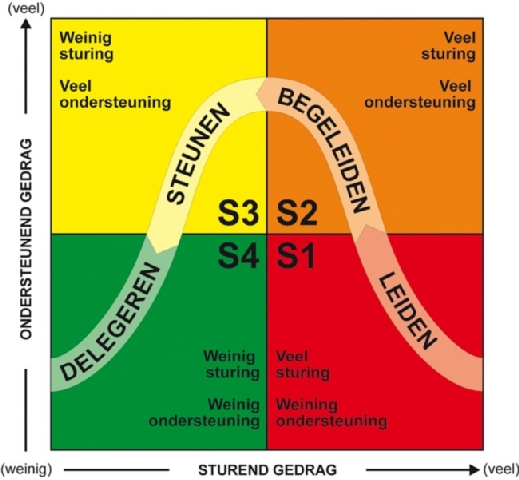 (veel)
Weinig
sturing
Veel
ondersteuning
Veel
sturing
Veel
ondersteuning
STEUNEN
BEGELEIDEN
ONDERSTEUNEND GEDRAG
S3 S2
S4 S1
DELEGEREN
LEIDEN
Weinig
sturing
Weinig
ondersteuning
Veel
sturing
Weining
ondersteuning
(weinig)
STUREND GEDRAG
(veel)